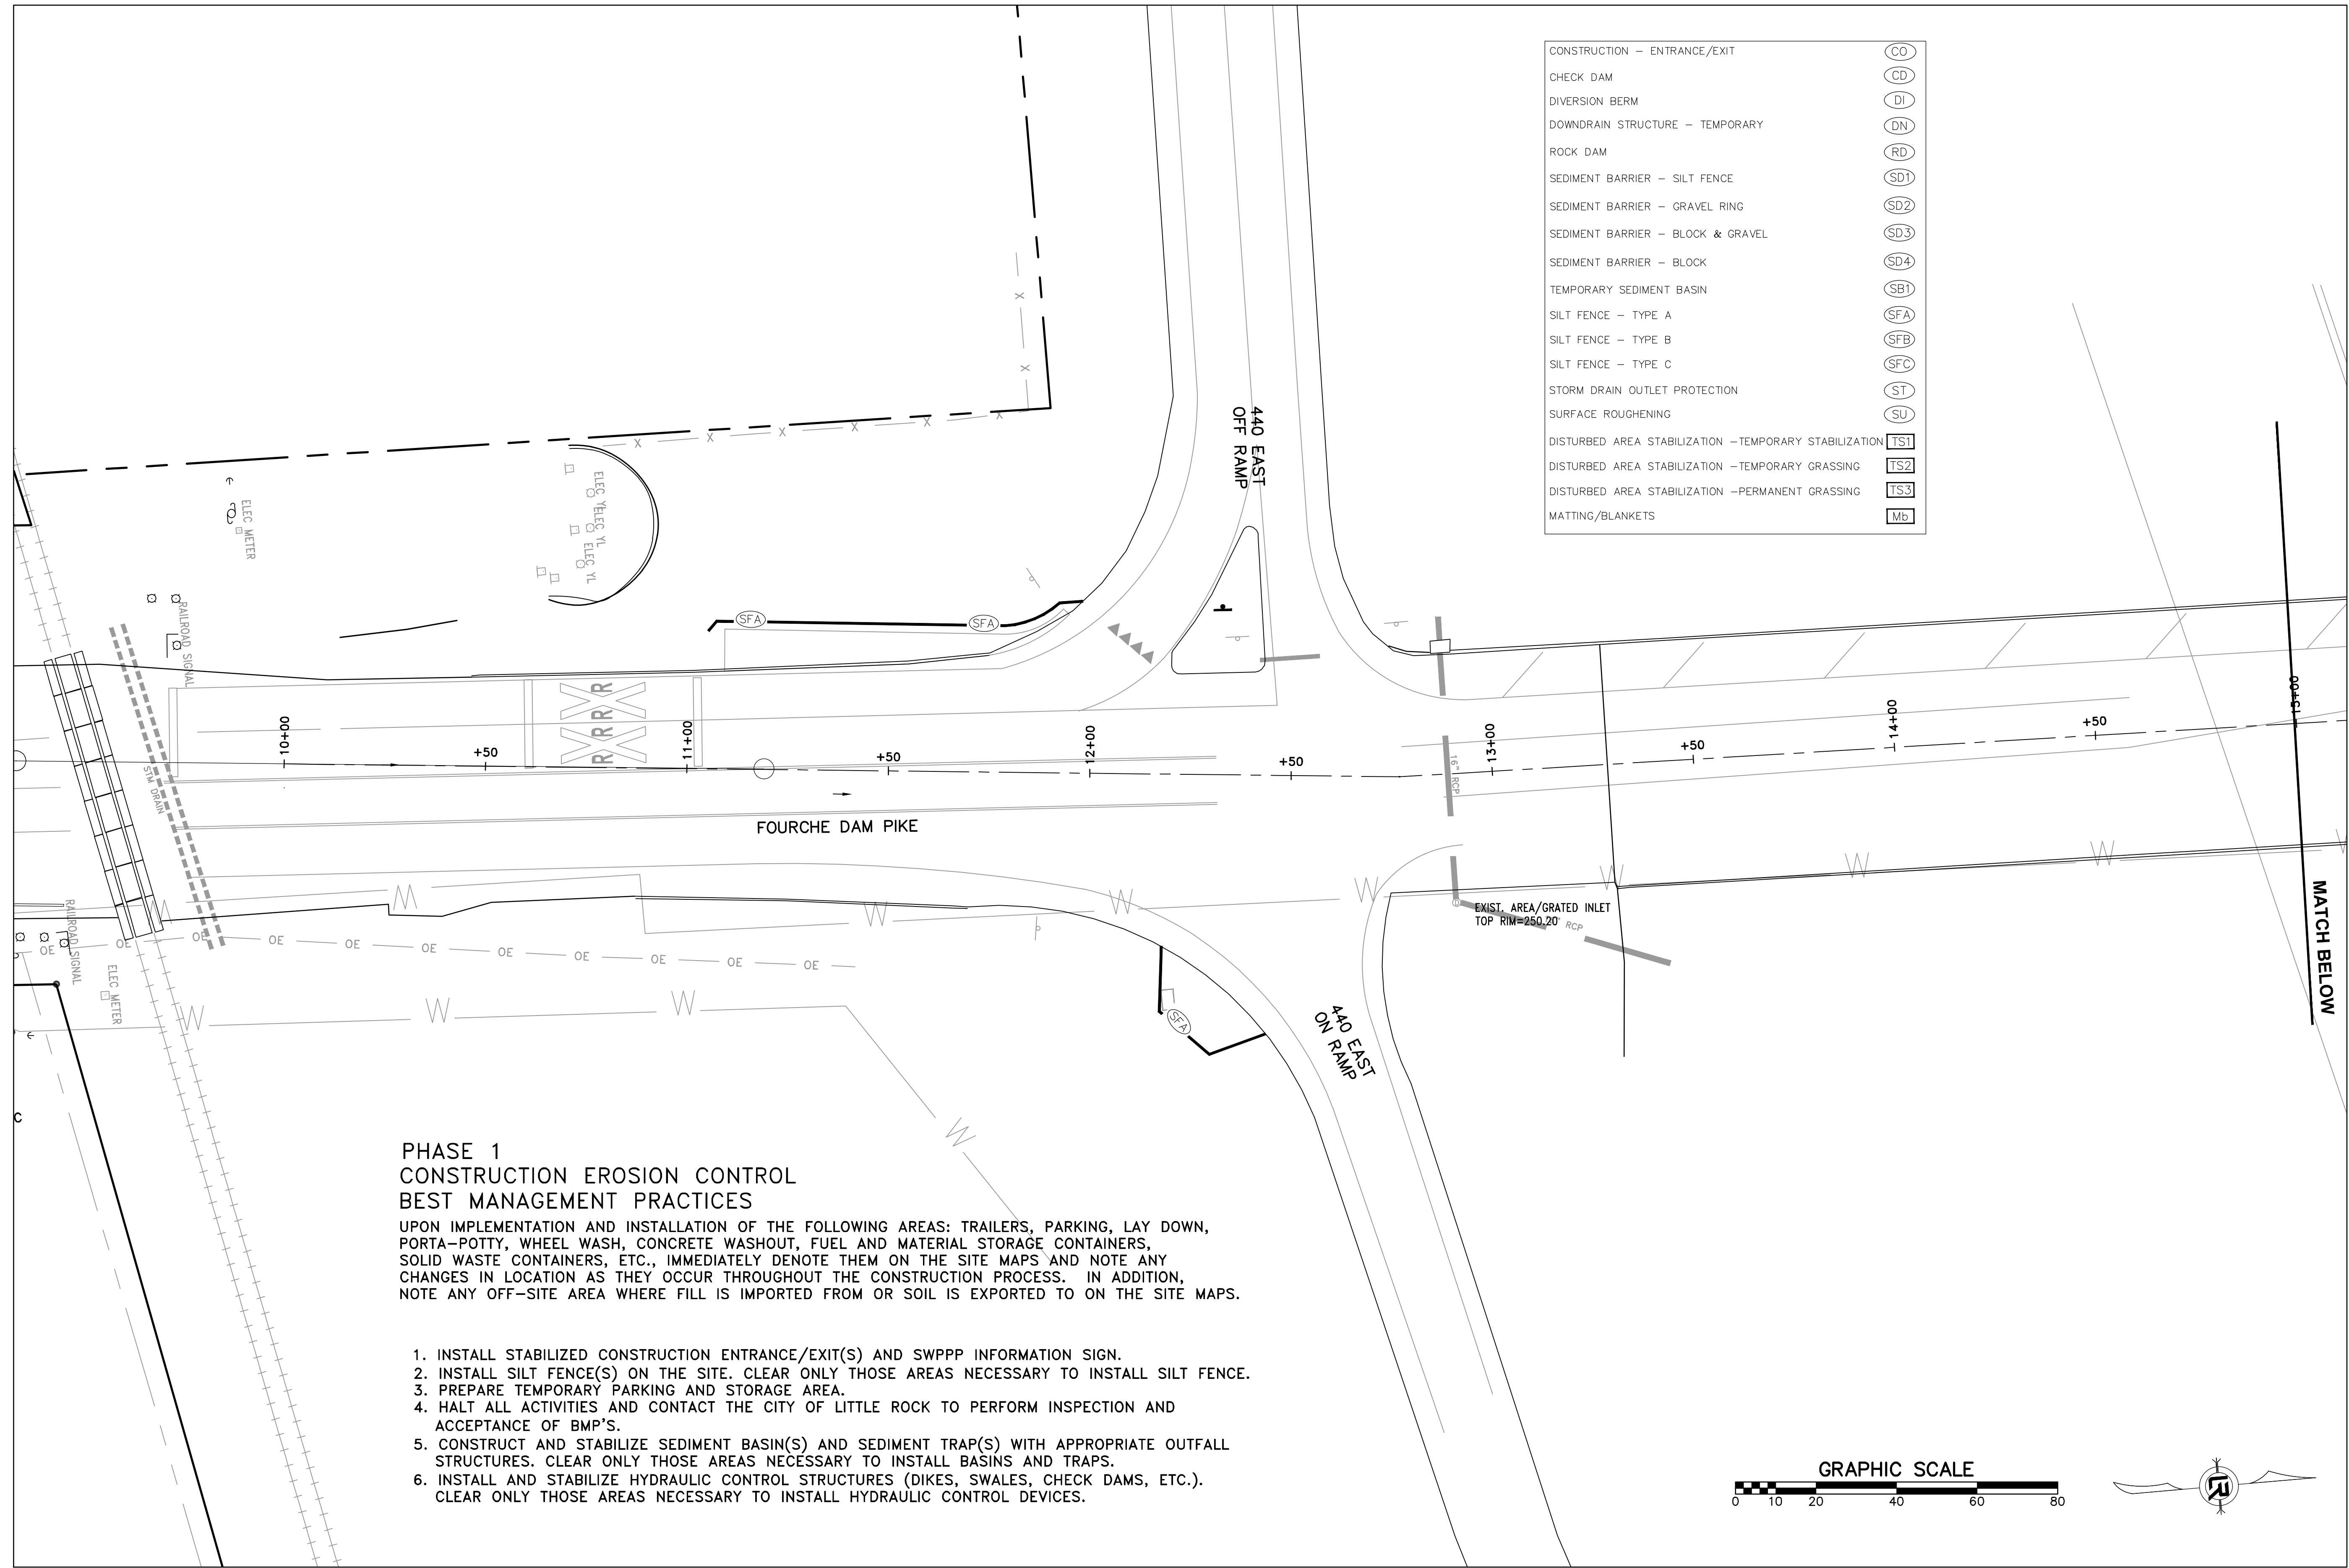 CONSTRUCTION – ENTRANCE/EXIT CO
CHECK DAM CD
DIVERSION BERM DI
DOWNDRAIN STRUCTURE – TEMPORARY DN
ROCK DAM RD
SEDIMENT BARRIER – SILT FENCE SD1
SEDIMENT BARRIER – GRAVEL RING SD2
SEDIMENT BARRIER – BLOCK & GRAVEL SD3
SEDIMENT BARRIER – BLOCK SD4
TEMPORARY SEDIMENT BASIN SB1
SILT FENCE – TYPE A SFA
SILT FENCE – TYPE B SFB
SILT FENCE – TYPE C SFC
STORM DRAIN OUTLET PROTECTION ST
SURFACE ROUGHENING SU
DISTURBED AREA STABILIZATION –TEMPORARY STABILIZATION TS1
DISTURBED AREA STABILIZATION –TEMPORARY GRASSING TS2
DISTURBED AREA STABILIZATION –PERMANENT GRASSING TS3
MATTING/BLANKETS Mb
440 EAST
OFF RAMP
X
X
X X X X X X
ELEC YL
ELEC YL
ELEC YL
ELEC METER
RAILROAD SIGNAL
SFA
SFA
RXR
RXR
10+00
+50
11+00
+50
12+00
+50
13+00
+50
14+00
+50
15+00
STM DRAIN
16" RCP
FOURCHE DAM PIKE
W W W W W W W W
EXIST. AREA/GRATED INLET
TOP RIM=250.20
RCP
MATCH BELOW
RAILROAD SIGNAL
OE OE OE OE OE OE OE OE OE OE OE
ELEC METER
W W W
W
SFA
440 EAST
ON RAMP
C
PHASE 1
CONSTRUCTION EROSION CONTROL
BEST MANAGEMENT PRACTICES
UPON IMPLEMENTATION AND INSTALLATION OF THE FOLLOWING AREAS: TRAILERS, PARKING, LAY DOWN,
PORTA–POTTY, WHEEL WASH, CONCRETE WASHOUT, FUEL AND MATERIAL STORAGE CONTAINERS,
SOLID WASTE CONTAINERS, ETC., IMMEDIATELY DENOTE THEM ON THE SITE MAPS AND NOTE ANY
CHANGES IN LOCATION AS THEY OCCUR THROUGHOUT THE CONSTRUCTION PROCESS. IN ADDITION,
NOTE ANY OFF–SITE AREA WHERE FILL IS IMPORTED FROM OR SOIL IS EXPORTED TO ON THE SITE MAPS.
1. INSTALL STABILIZED CONSTRUCTION ENTRANCE/EXIT(S) AND SWPPP INFORMATION SIGN.
2. INSTALL SILT FENCE(S) ON THE SITE. CLEAR ONLY THOSE AREAS NECESSARY TO INSTALL SILT FENCE.
3. PREPARE TEMPORARY PARKING AND STORAGE AREA.
4. HALT ALL ACTIVITIES AND CONTACT THE CITY OF LITTLE ROCK TO PERFORM INSPECTION AND
ACCEPTANCE OF BMP'S.
5. CONSTRUCT AND STABILIZE SEDIMENT BASIN(S) AND SEDIMENT TRAP(S) WITH APPROPRIATE OUTFALL
STRUCTURES. CLEAR ONLY THOSE AREAS NECESSARY TO INSTALL BASINS AND TRAPS.
6. INSTALL AND STABILIZE HYDRAULIC CONTROL STRUCTURES (DIKES, SWALES, CHECK DAMS, ETC.).
CLEAR ONLY THOSE AREAS NECESSARY TO INSTALL HYDRAULIC CONTROL DEVICES.
GRAPHIC SCALE
0 10 20 40 60 80